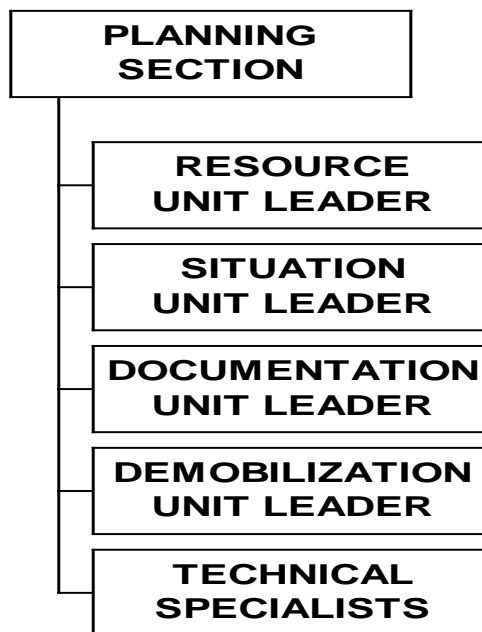 PLANNING
SECTION
RESOURCE
UNIT LEADER
SITUATION
UNIT LEADER
DOCUMENTATION
UNIT LEADER
DEMOBILIZATION
UNIT LEADER
TECHNICAL
SPECIALISTS